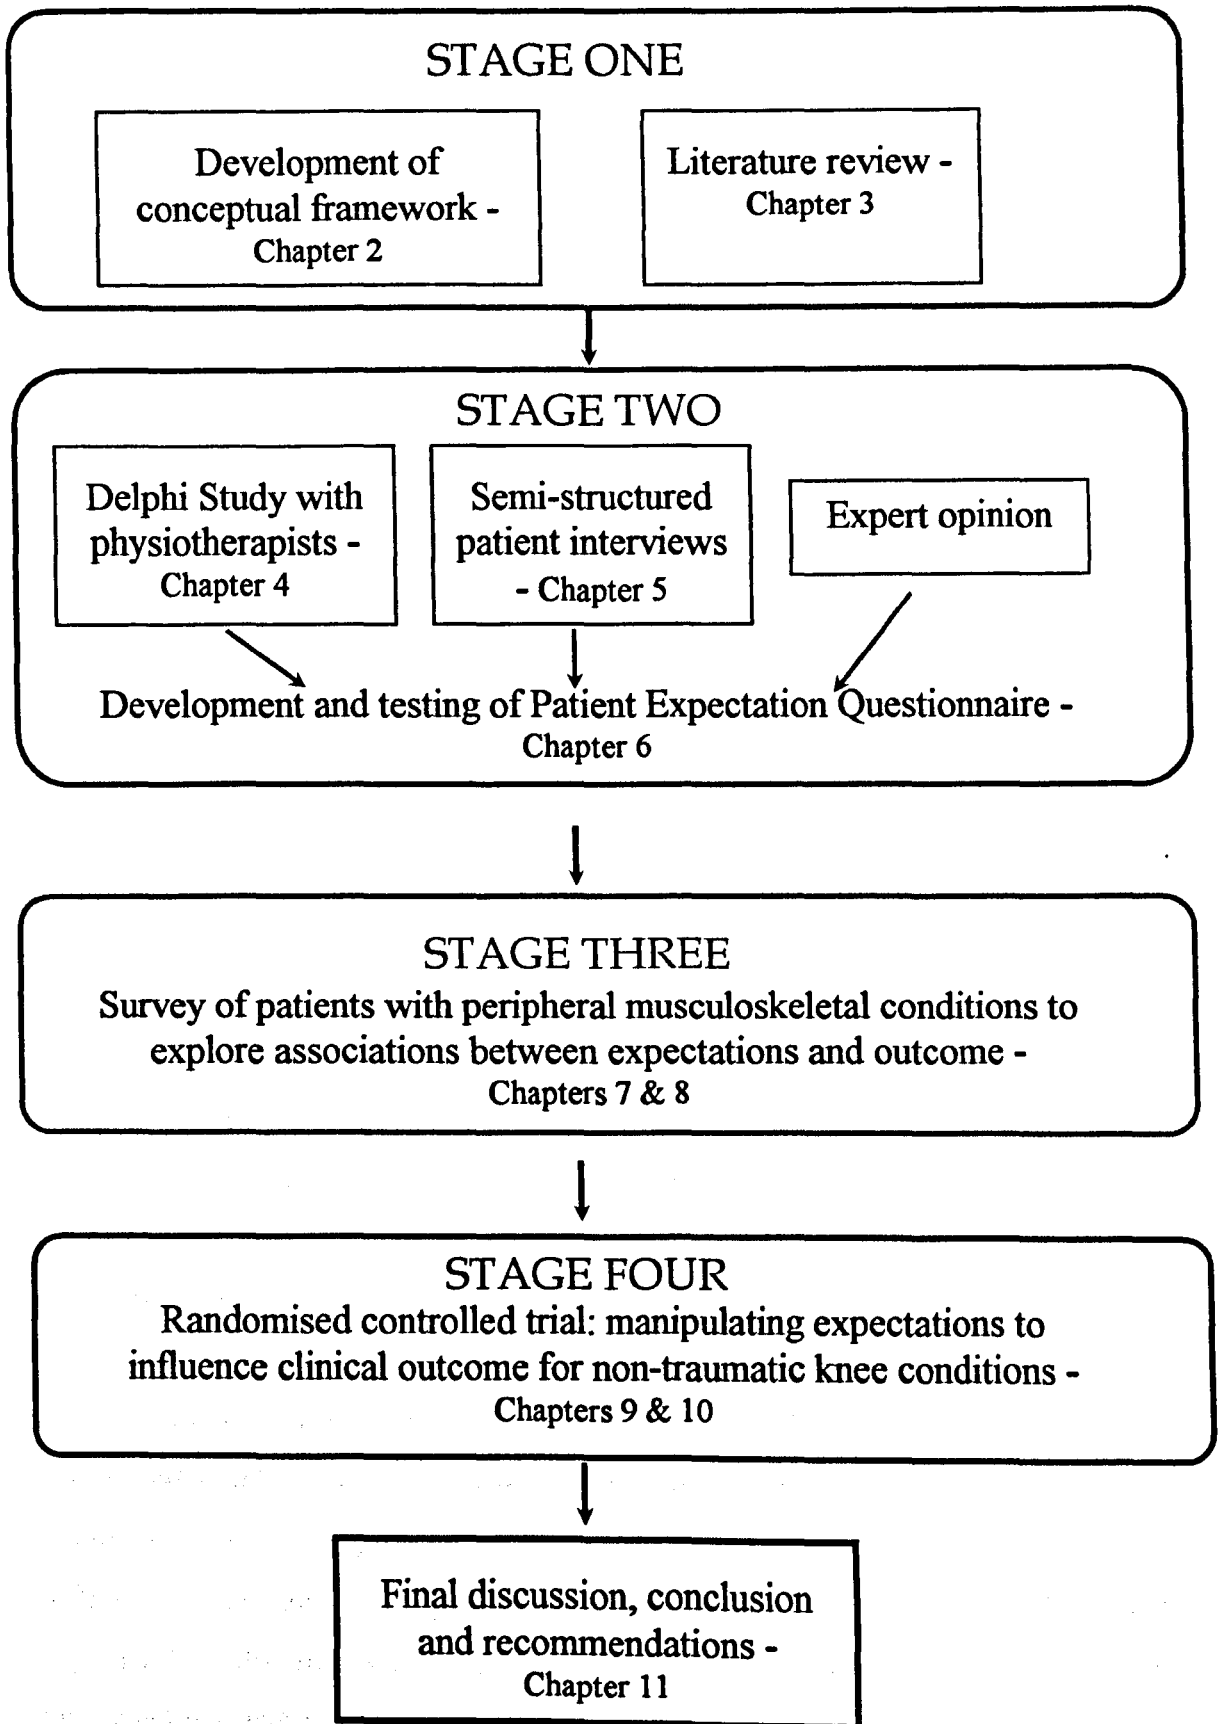 STAGE ONE
Development of
conceptual framework -
Chapter 2
Literature review -
Chapter 3
STAGE TWO
Delphi Study with
physiotherapists -
Chapter 4
Semi-structured
patient interviews
- Chapter 5
Expert opinion
Development and testing of Patient Expectation Questionnaire -
Chapter 6
STAGE THREE
Survey of patients with peripheral musculoskeletal conditions to
explore associations between expectations and outcome -
Chapters 7 & 8
STAGE FOUR
Randomised controlled trial: manipulating expectations to
influence clinical outcome for non-traumatic knee conditions -
Chapters 9 & 10
Final discussion, conclusion
and recommendations -
Chapter 11